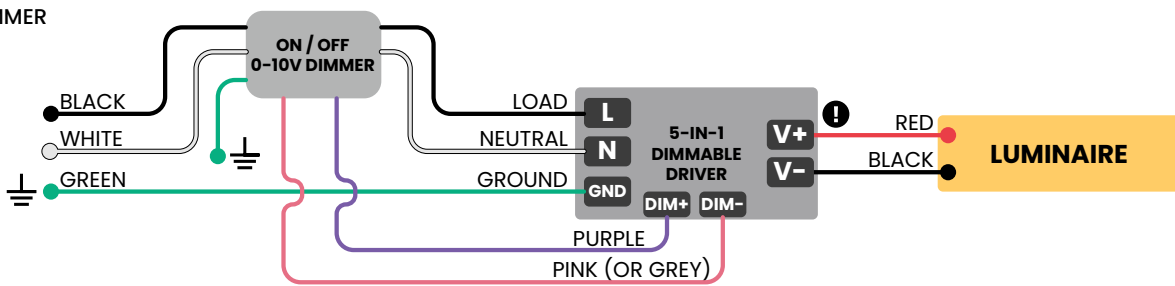 ON / OFF
0-10V DIMMER
BLACK
WHITE
GREEN
LOAD
NEUTRAL
GROUND
L
N
GND
5-IN-1
DIMMABLE
DRIVER
DIM+ DIM-
V+
V-
!
RED
BLACK
LUMINAIRE
PURPLE
PINK (OR GREY)